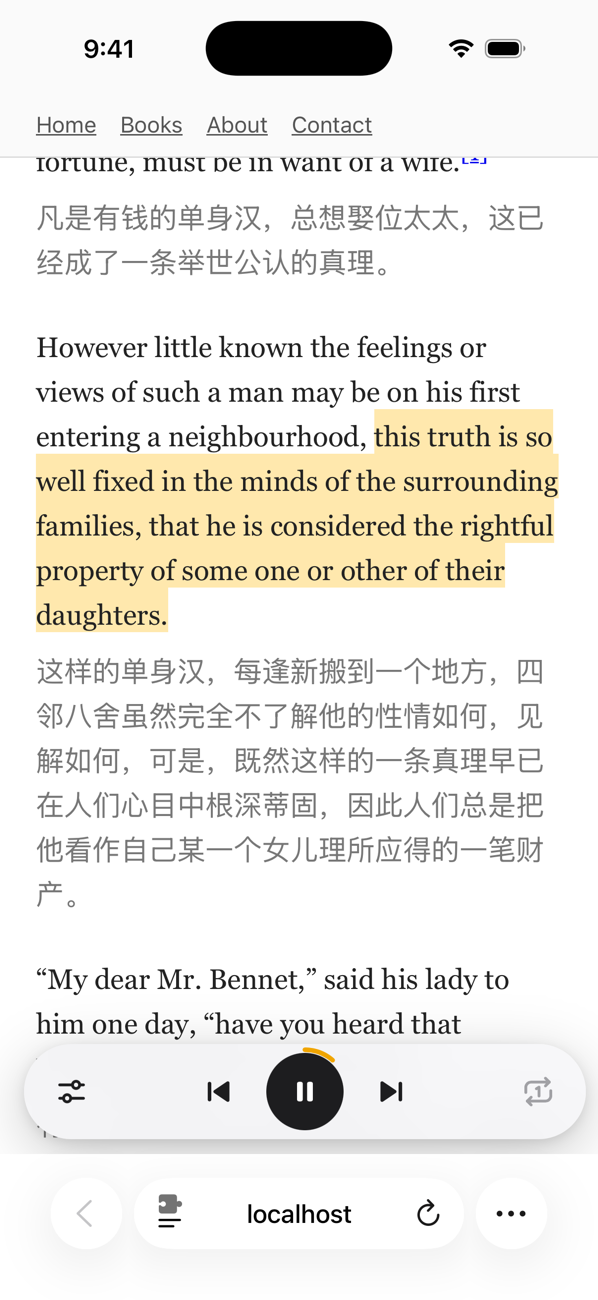 9:41
Home Books About Contact
fortune, must be in want of a wife.[1]
凡是有钱的单身汉，总想娶位太太，这已
经成了一条举世公认的真理。
However little known the feelings or
views of such a man may be on his first
entering a neighbourhood, this truth is so
well fixed in the minds of the surrounding
families, that he is considered the rightful
property of some one or other of their
daughters.
这样的单身汉，每逢新搬到一个地方，四
邻八舍虽然完全不了解他的性情如何，见
解如何，可是，既然这样的一条真理早已
在人们心目中根深蒂固，因此人们总是把
他看作自己某一个女儿理所应得的一笔财
产。
“My dear Mr. Bennet,” said his lady to
him one day, “have you heard that
1
localhost